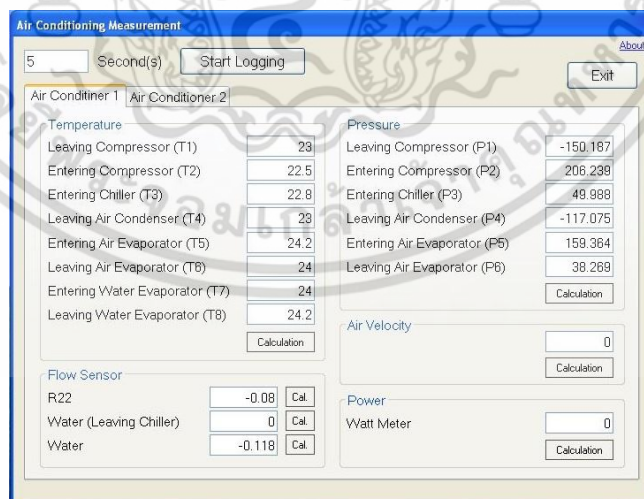 Air Conditioning Measurement
About
5 Second(s) Start Logging
Exit
Air Conditiner 1 Air Conditioner 2
Temperature
Leaving Compressor (T1) 23
Entering Compressor (T2) 22.5
Entering Chiller (T3) 22.8
Leaving Air Condenser (T4) 23
Entering Air Evaporator (T5) 24.2
Leaving Air Evaporator (T6) 24
Entering Water Evaporator (T7) 24
Leaving Water Evaporator (T8) 24.2
Calculation
Flow Sensor
R22 -0.08 Cal.
Water (Leaving Chiller) 0 Cal.
Water -0.118 Cal.
Pressure
Leaving Compressor (P1) -150.187
Entering Compressor (P2) 206.239
Entering Chiller (P3) 49.988
Leaving Air Condenser (P4) -117.075
Entering Air Evaporator (P5) 159.364
Leaving Air Evaporator (P6) 38.269
Calculation
Air Velocity
0
Calculation
Power
Watt Meter 0
Calculation